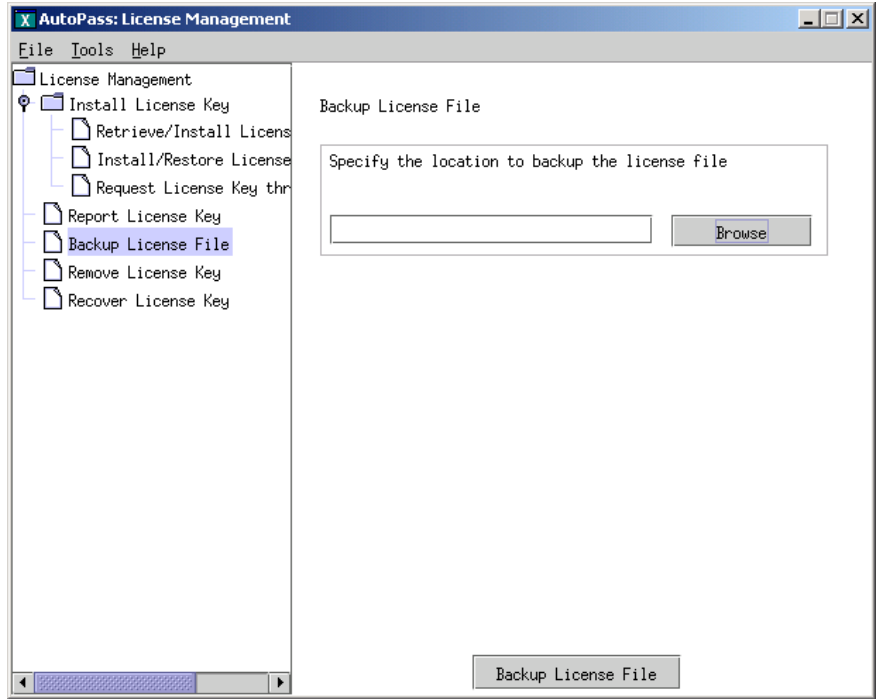 X AutoPass: License Management
File Tools Help
License Management
Install License Key
Retrieve/Install Licens
Install/Restore License
Request License Key thr
Report License Key
Backup License File
Remove License Key
Recover License Key
Backup License File
Specify the location to backup the license file
Browse
Backup License File